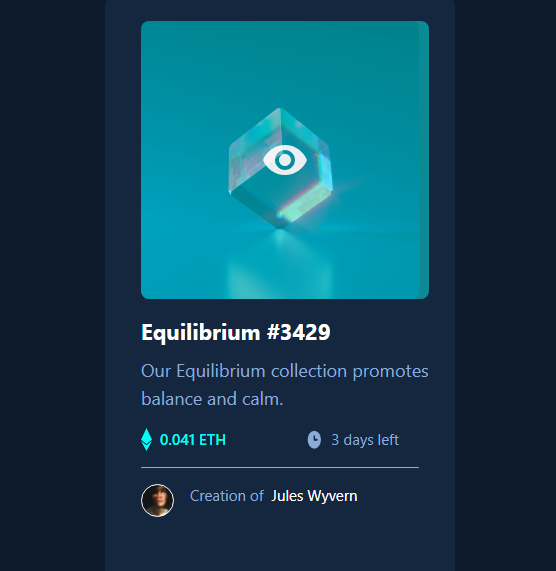 Equilibrium #3429
Our Equilibrium collection promotes
balance and calm.
0.041 ETH 3 days left
Creation of Jules Wyvern